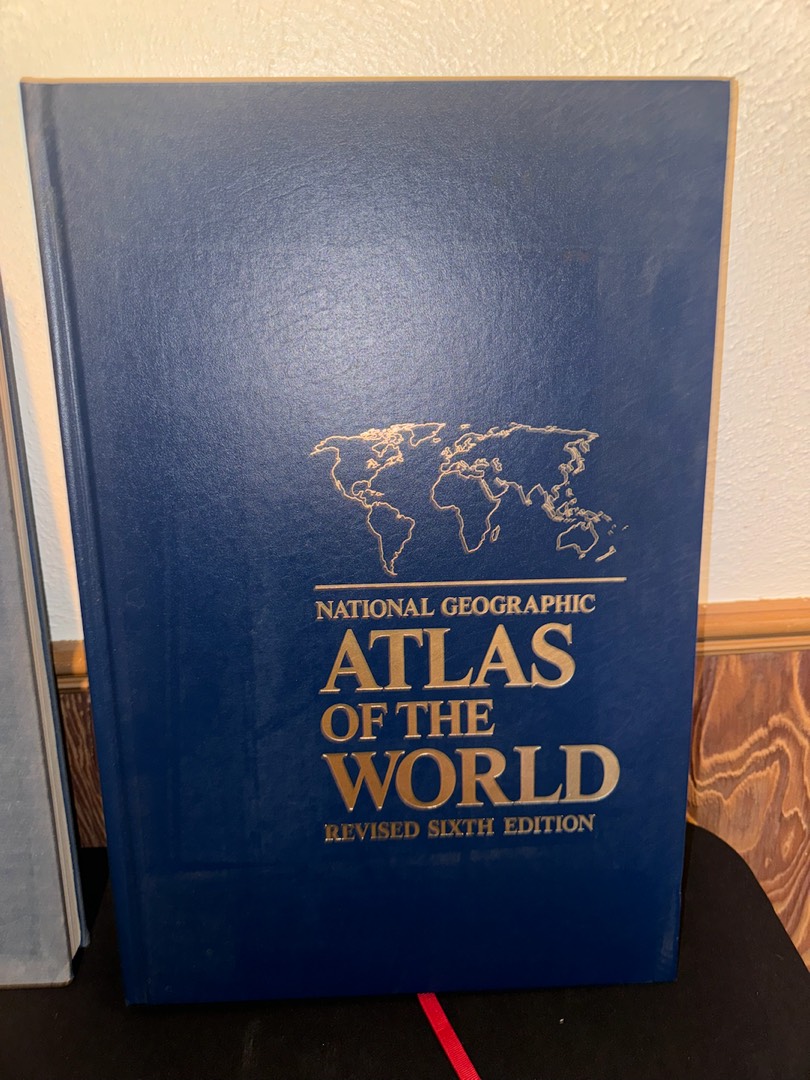 NATIONAL GEOGRAPHIC
ATLAS
OF THE
WORLD
REVISED SIXTH EDITION